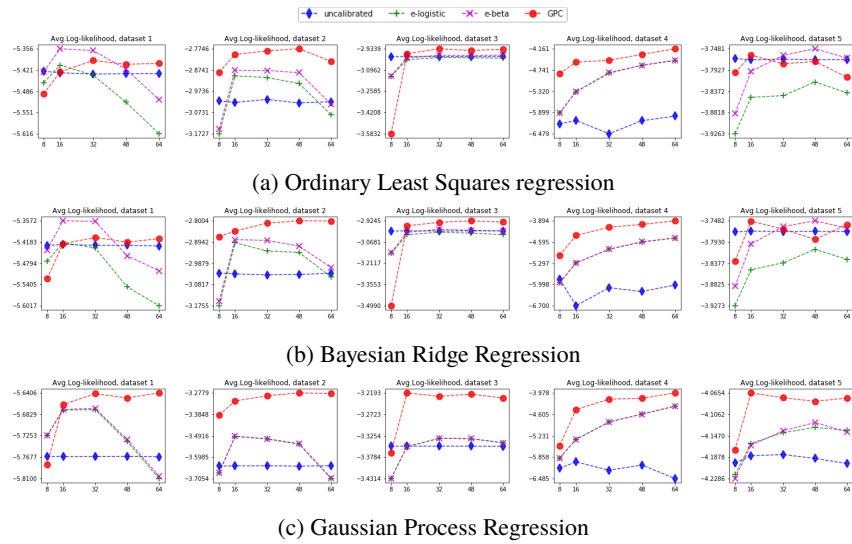 uncalibrated e-logistic e-beta GPC
Avg.Log-likelihood, dataset 1 Avg.Log-likelihood, dataset 2 Avg.Log-likelihood, dataset 3 Avg.Log-likelihood, dataset 4 Avg.Log-likelihood, dataset 5
−5.356 −2.7746 −2.9339 −4.161 −3.7481
−5.421 −2.8741 −3.0962 −4.741 −3.7927
−5.486 −2.9736 −3.2585 −5.320 −3.8372
−5.551 −3.0731 −3.4208 −5.899 −3.8818
−5.616 −3.1727 −3.5832 −6.479 −3.9263
8 16 32 48 64 8 16 32 48 64 8 16 32 48 64 8 16 32 48 64 8 16 32 48 64
(a) Ordinary Least Squares regression
Avg.Log-likelihood, dataset 1 Avg.Log-likelihood, dataset 2 Avg.Log-likelihood, dataset 3 Avg.Log-likelihood, dataset 4 Avg.Log-likelihood, dataset 5
−5.3572 −2.8004 −2.9245 −3.894 −3.7482
−5.4183 −2.8942 −3.0681 −4.595 −3.7930
−5.4794 −2.9879 −3.2117 −5.297 −3.8377
−5.5405 −3.0817 −3.3553 −5.998 −3.8825
−5.6017 −3.1755 −3.4990 −6.700 −3.9273
8 16 32 48 64 8 16 32 48 64 8 16 32 48 64 8 16 32 48 64 8 16 32 48 64
(b) Bayesian Ridge Regression
Avg.Log-likelihood, dataset 1 Avg.Log-likelihood, dataset 2 Avg.Log-likelihood, dataset 3 Avg.Log-likelihood, dataset 4 Avg.Log-likelihood, dataset 5
−5.6406 −3.2779 −3.2193 −3.978 −4.0654
−5.6829 −3.3848 −3.2723 −4.605 −4.1062
−5.7253 −3.4916 −3.3254 −5.231 −4.1470
−5.7677 −3.5985 −3.3784 −5.858 −4.1878
−5.8100 −3.7054 −3.4314 −6.485 −4.2286
8 16 32 48 64 8 16 32 48 64 8 16 32 48 64 8 16 32 48 64 8 16 32 48 64
(c) Gaussian Process Regression